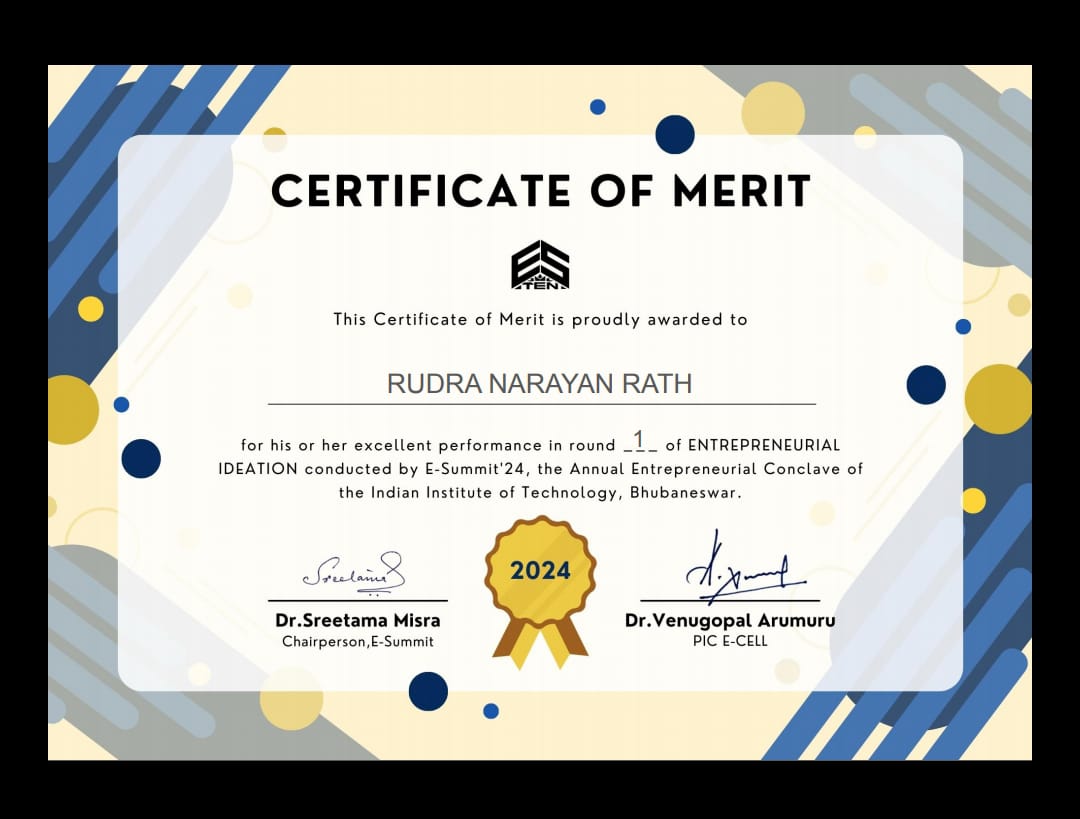 CERTIFICATE OF MERIT
ES
TEN
This Certificate of Merit is proudly awarded to
RUDRA NARAYAN RATH
for his or her excellent performance in round _1_ of ENTREPRENEURIAL
IDEATION conducted by E-Summit'24, the Annual Entrepreneurial Conclave of
the Indian Institute of Technology, Bhubaneswar.
2024
Sreetama
Dr.Sreetama Misra
Chairperson,E-Summit
Dr.Venugopal Arumuru
PIC E-CELL